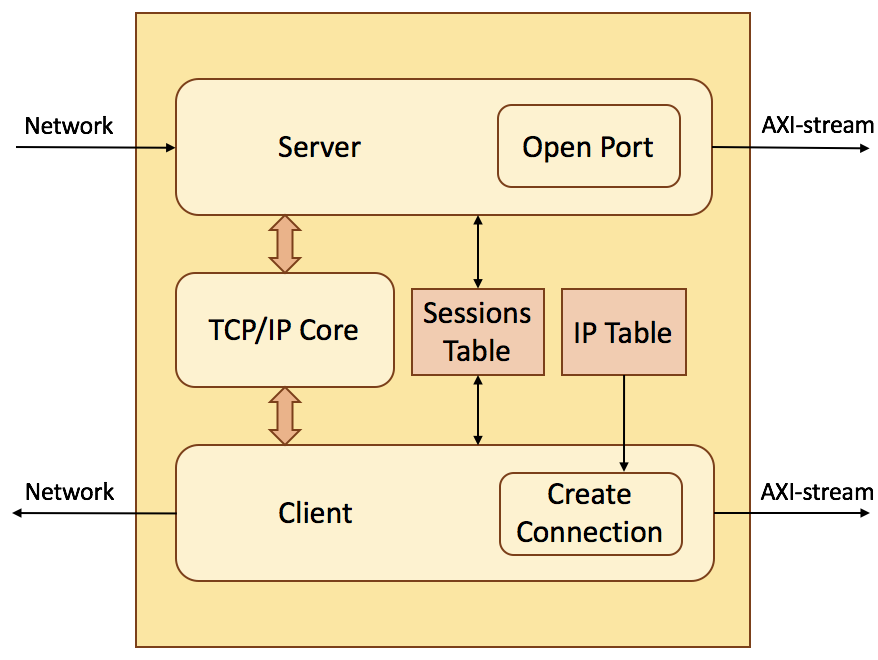 Network
Server
Open Port
AXI-stream
TCP/IP Core
Sessions
Table
IP Table
Network
Client
Create
Connection
AXI-stream